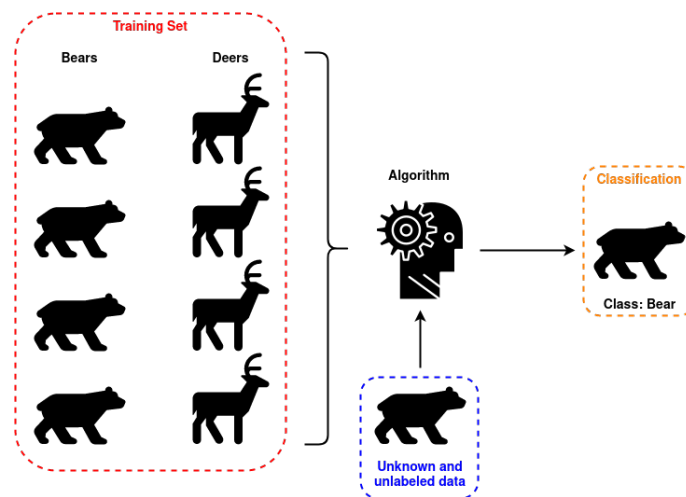 Training Set
Bears
Deers
Algorithm
Classification
Class: Bear
Unknown and
unlabeled data